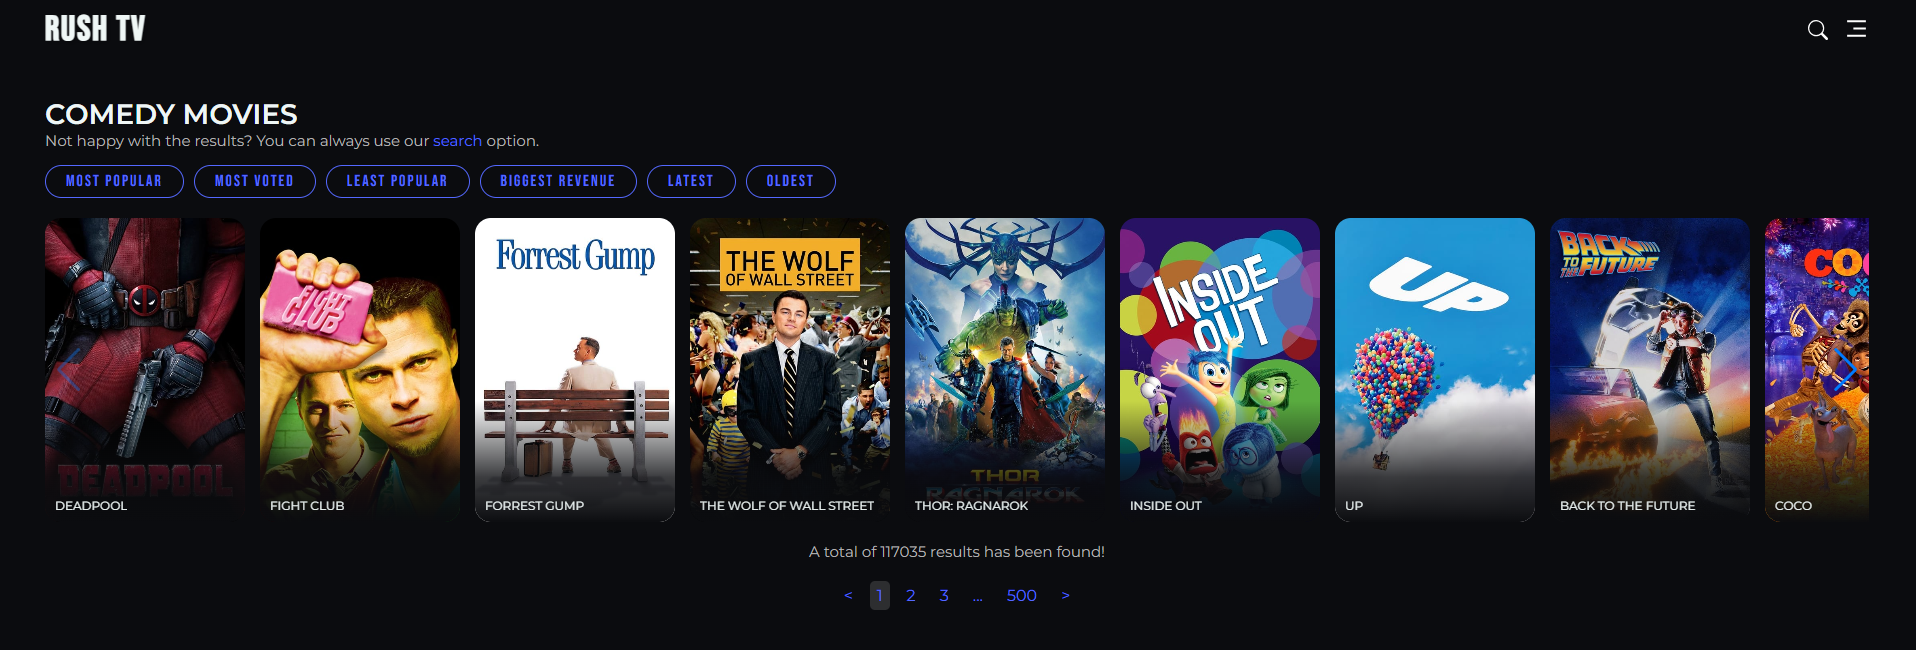 RUSH TV
COMEDY MOVIES
Not happy with the results? You can always use our search option.
MOST POPULAR
MOST VOTED
LEAST POPULAR
BIGGEST REVENUE
LATEST
OLDEST
DEADPOOL
DEADPOOL
FIGHT
CLUB
FIGHT CLUB
Forrest Gump
FORREST GUMP
THE WOLF
OF WALL STREET
THE WOLF OF WALL STREET
THOR
RAGNAROK
THOR: RAGNAROK
INSIDE
OUT
INSIDE OUT
UP
UP
BACK
TO THE FUTURE
BACK TO THE FUTURE
CO
COCO
A total of 117035 results has been found!
< 1 2 3 ... 500 >